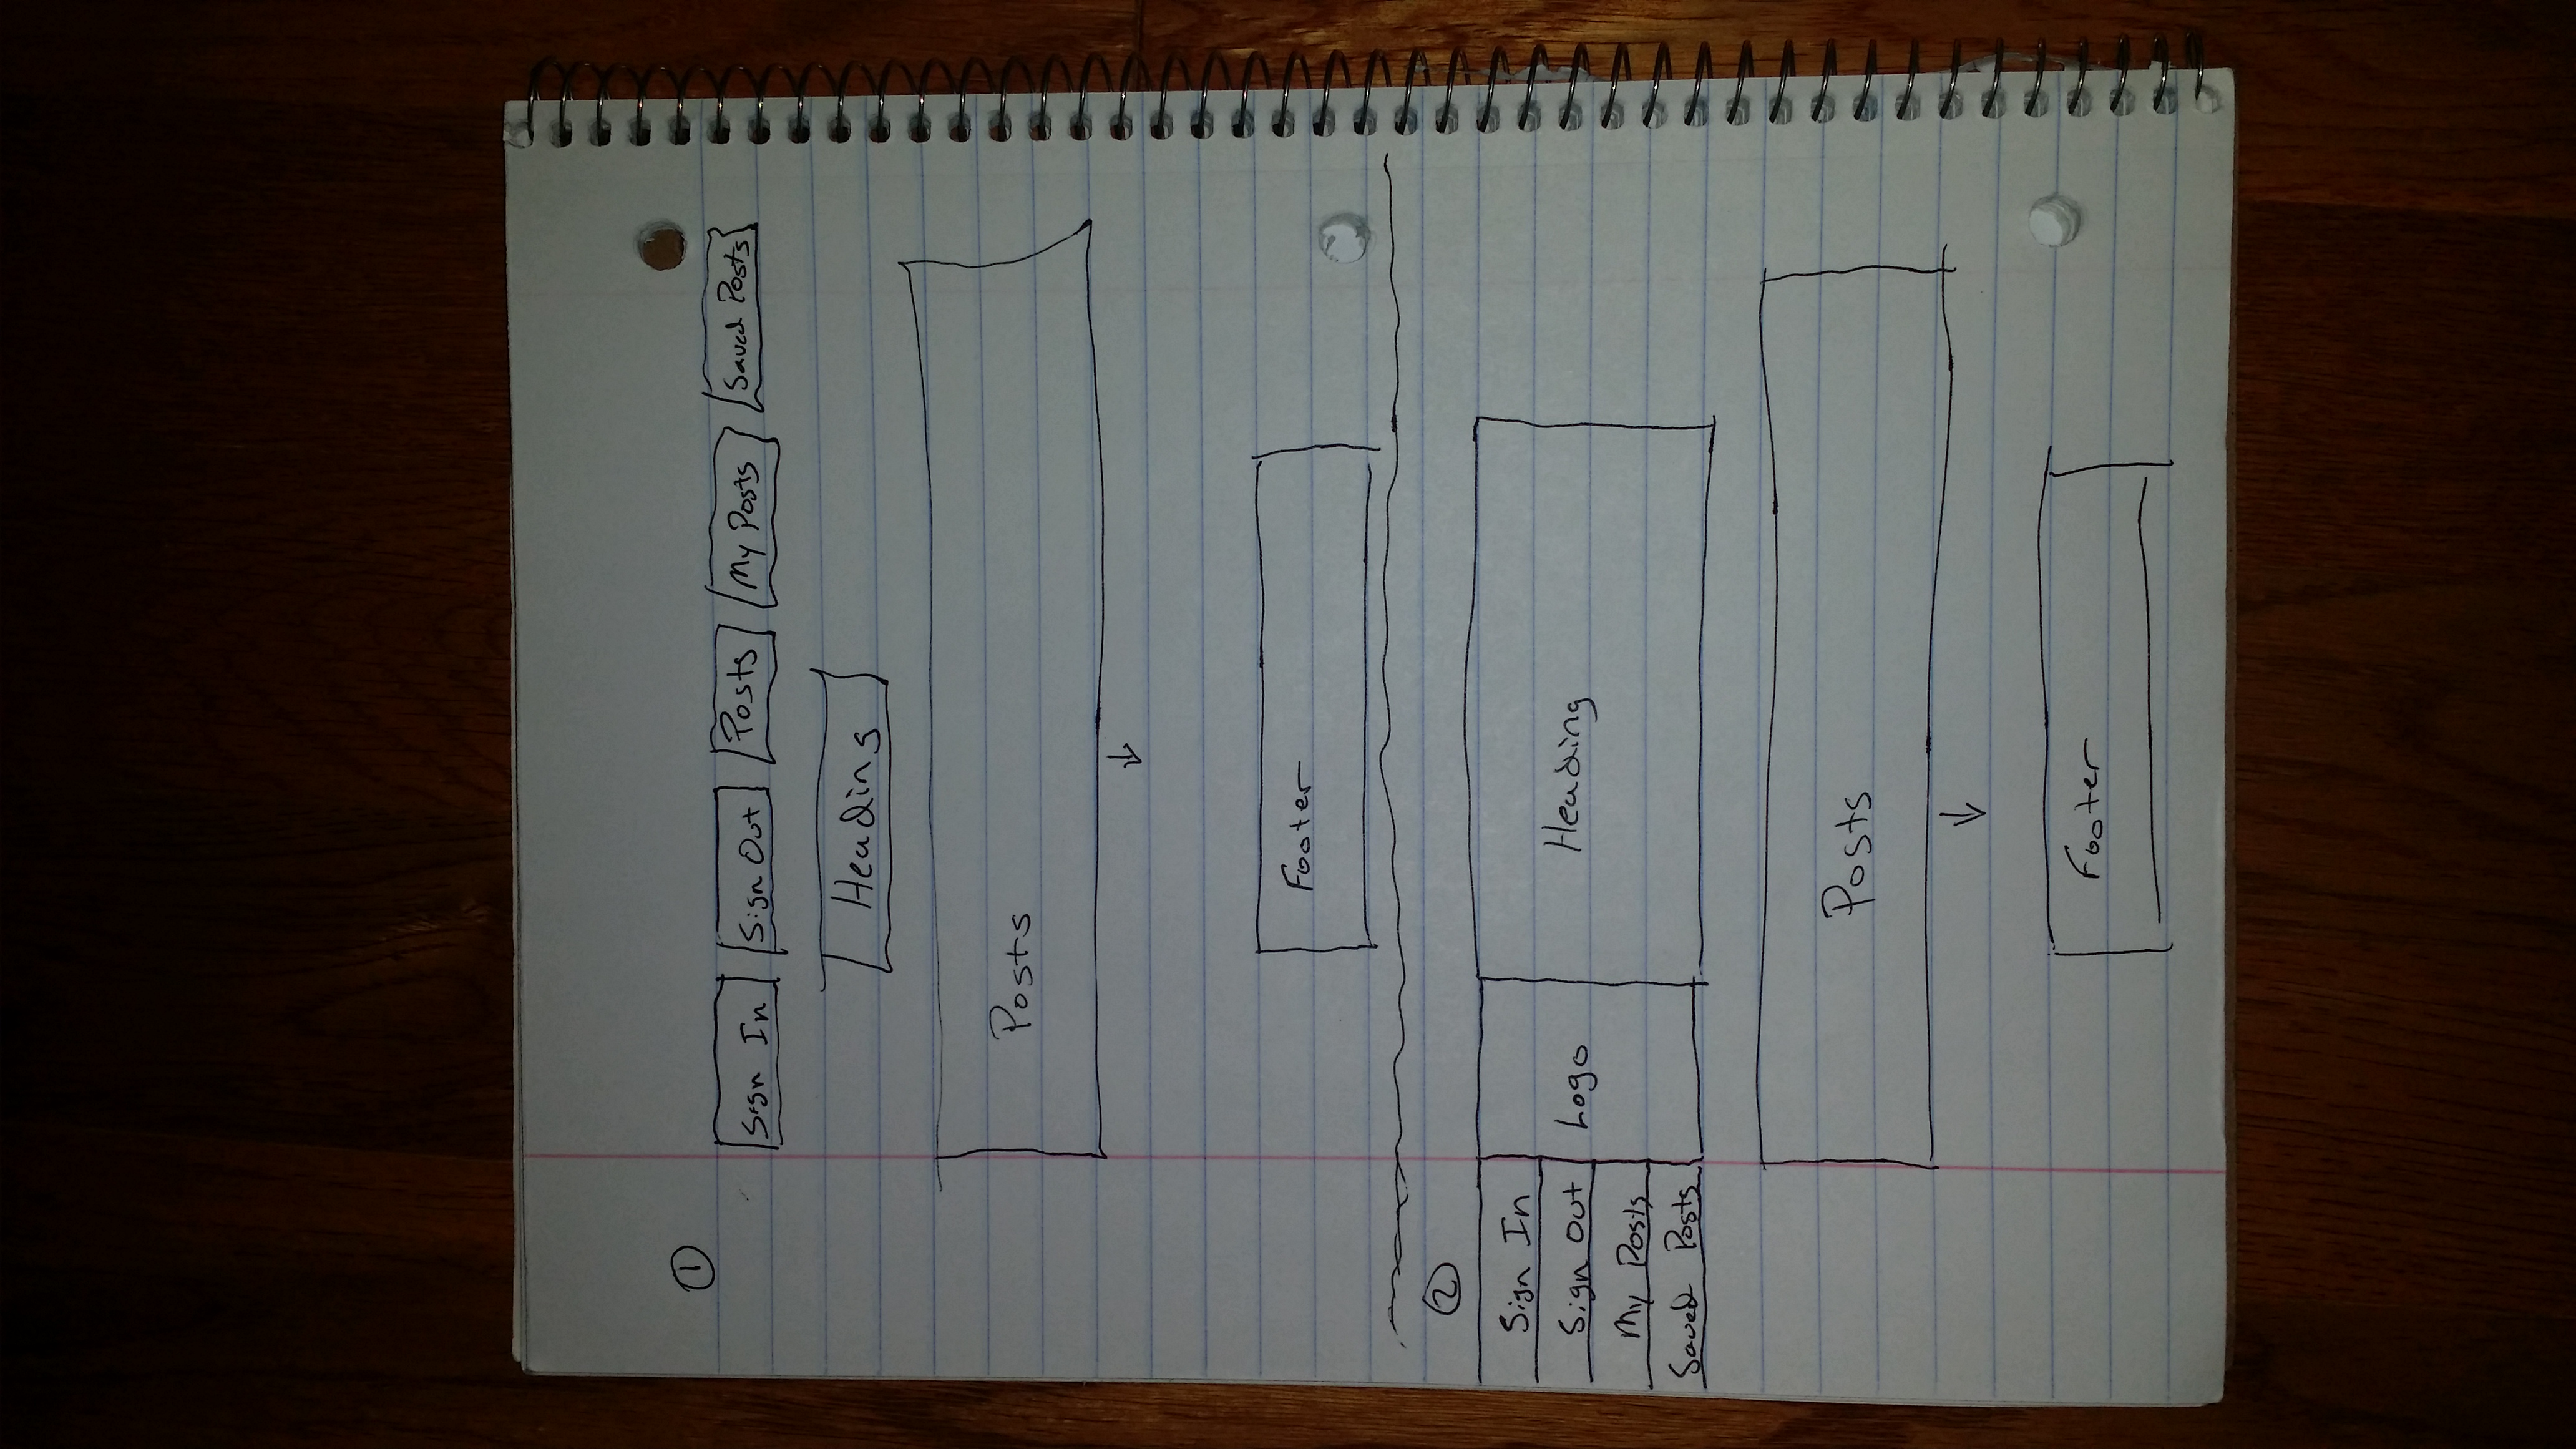 1
Sign In Sign Out Posts My Posts Saved Posts
Heading
Posts
Footer
2
Sign In
Sign Out
My Posts
Saved Posts
Logo
Heading
Posts
Footer